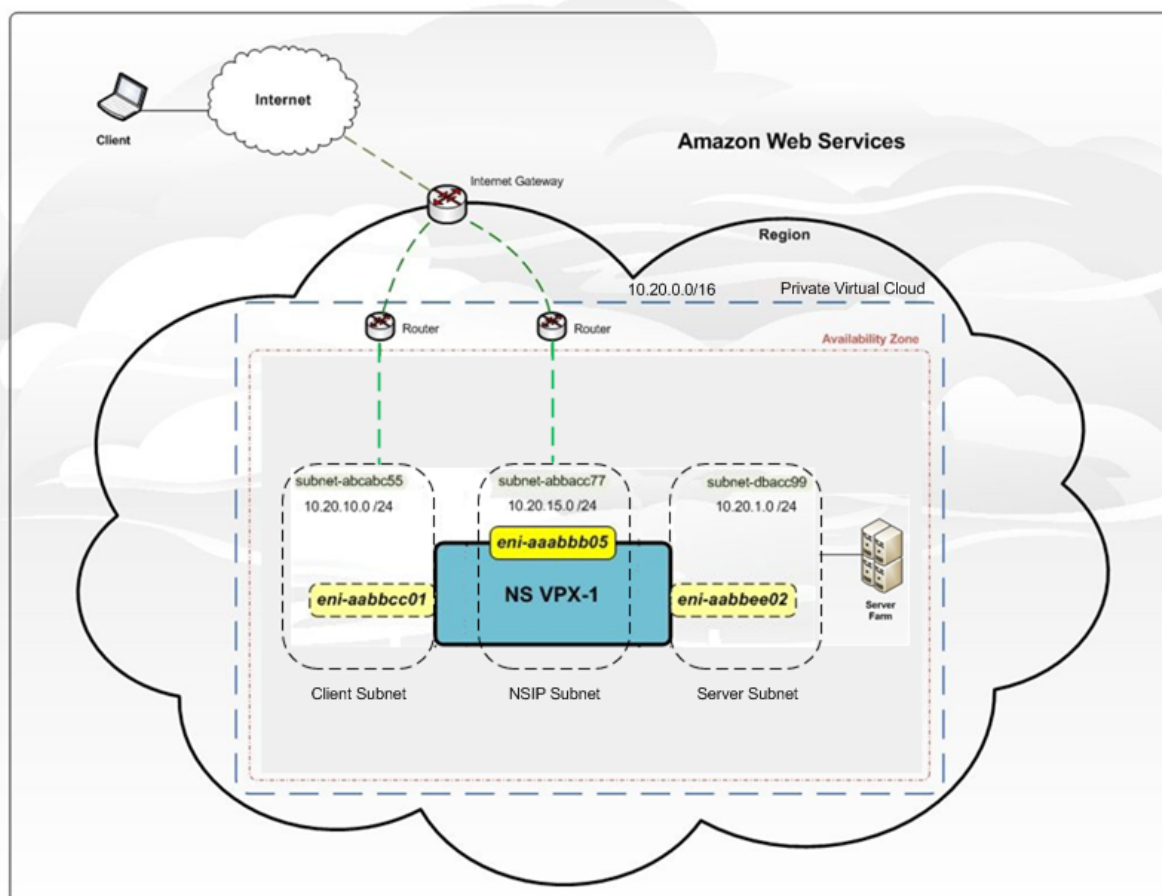 Internet
Client
Amazon Web Services
Internet Gateway
Region
10.20.0.0/16
Private Virtual Cloud
Router
Router
Availability Zone
subnet-abcabc55
10.20.10.0 /24
subnet-abbacc77
10.20.15.0 /24
subnet-dbacc99
10.20.1.0 /24
eni-aaabbb05
eni-aabbcc01
NS VPX-1
eni-aabbee02
Server
Farm
Client Subnet
NSIP Subnet
Server Subnet